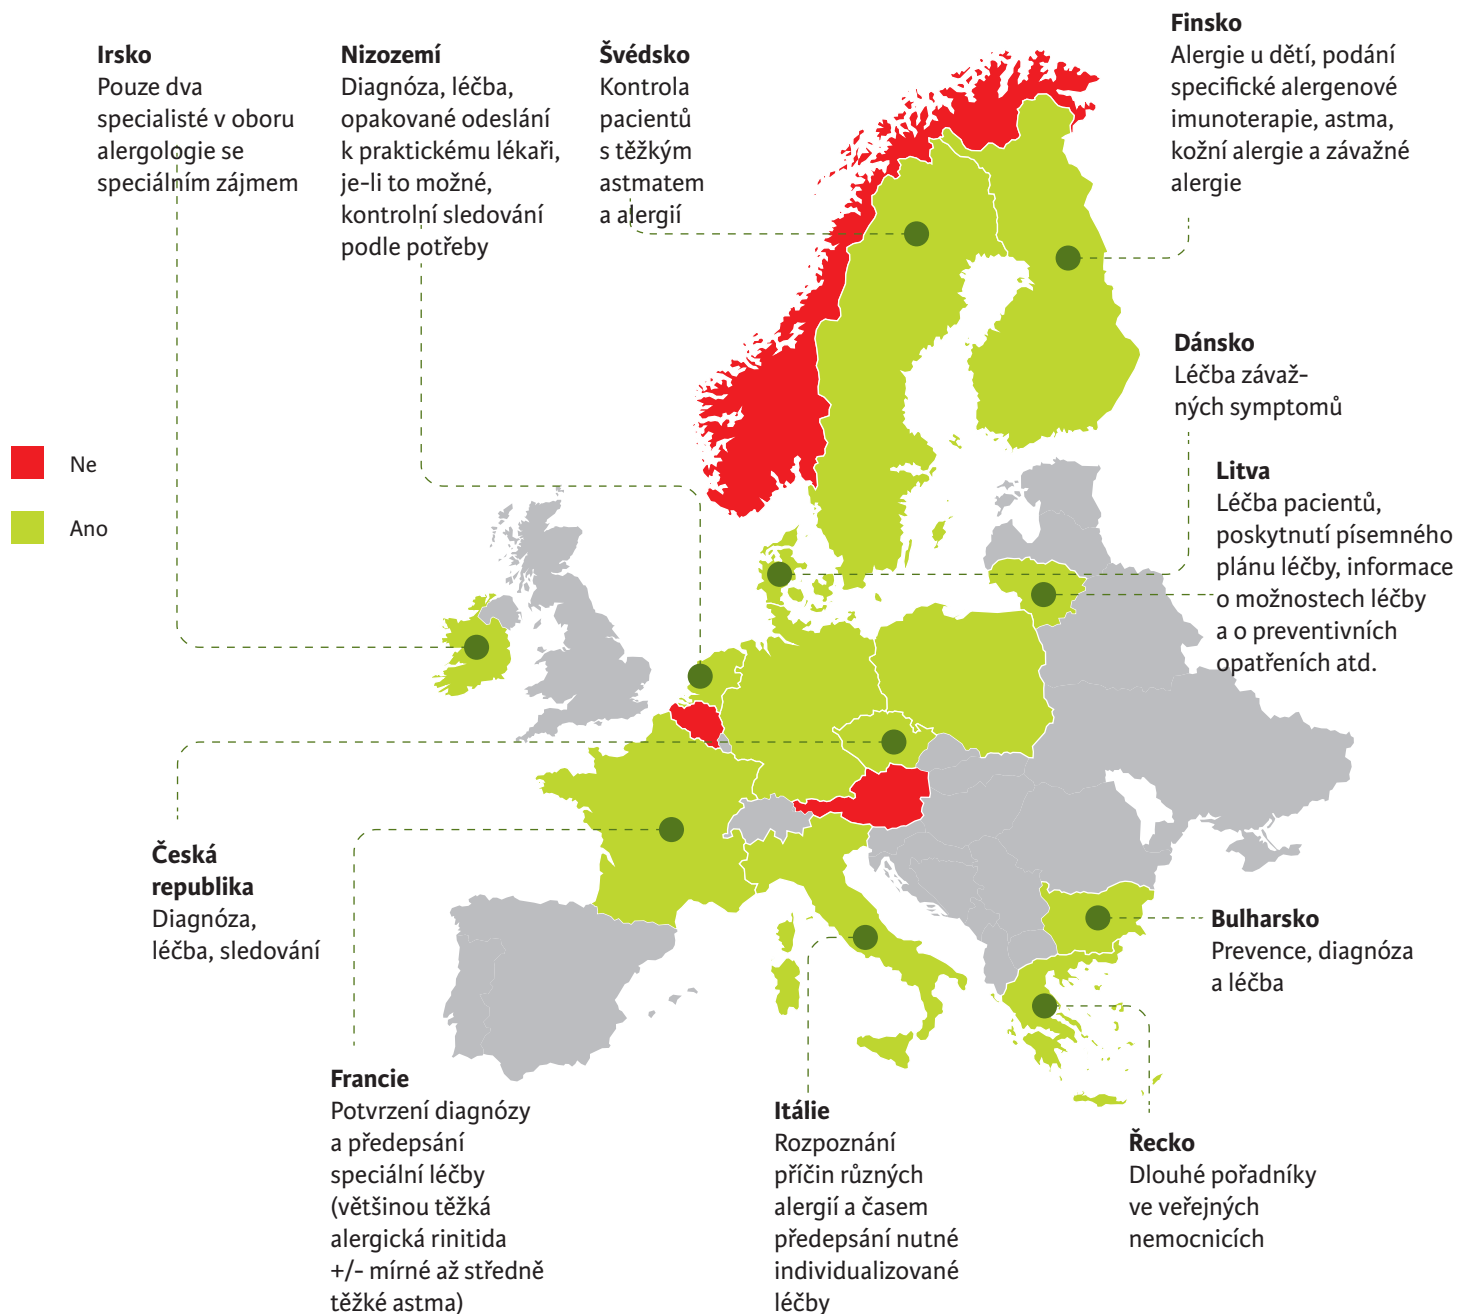 Irsko
Pouze dva
specialisté v oboru
alergologie se
speciálním zájmem
Nizozemí
Diagnóza, léčba,
opakované odeslání
k praktickému lékaři,
je-li to možné,
kontrolní sledování
podle potřeby
Švédsko
Kontrola
pacientů
s těžkým
astmatem
a alergií
Finsko
Alergie u dětí, podání
specifické alergenové
imunoterapie, astma,
kožní alergie a závažné
alergie
Dánsko
Léčba závaž-
ných symptomů
Litva
Léčba pacientů,
poskytnutí písemného
plánu léčby, informace
o možnostech léčby
a o preventivních
opatřeních atd.
Ne
Ano
Česká
republika
Diagnóza,
léčba, sledování
Bulharsko
Prevence, diagnóza
a léčba
Francie
Potvrzení diagnózy
a předepsání
speciální léčby
(většinou těžká
alergická rinitida
+/- mírné až středně
těžké astma)
Itálie
Rozpoznání
příčin různých
alergií a časem
předepsání nutné
individualizované
léčby
Řecko
Dlouhé pořadníky
ve veřejných
nemocnicích